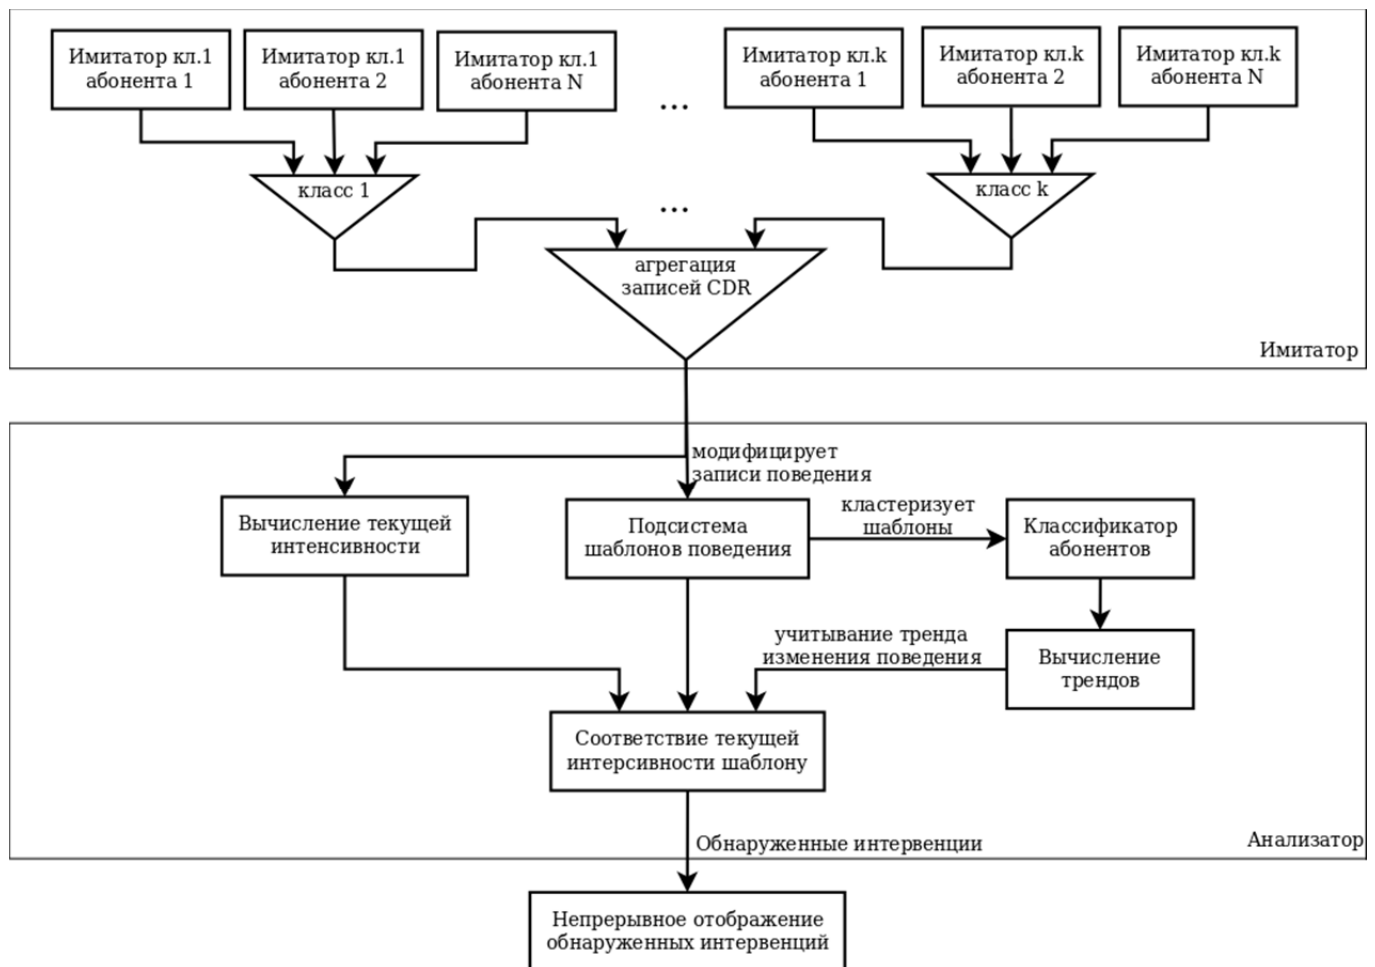 Имитатор кл.1
абонента 1
Имитатор кл.1
абонента 2
Имитатор кл.1
абонента N
...
Имитатор кл.k
абонента 1
Имитатор кл.k
абонента 2
Имитатор кл.k
абонента N
класс 1
...
класс k
агрегация
записей CDR
Имитатор
модифицирует
записи поведения
Вычисление текущей
интенсивности
Подсистема
шаблонов поведения
кластеризует
шаблоны
Классификатор
абонентов
учитывание тренда
изменения поведения
Вычисление
трендов
Соответствие текущей
интерсивности шаблону
Обнаруженные интервенции
Анализатор
Непрерывное отображение
обнаруженных интервенций